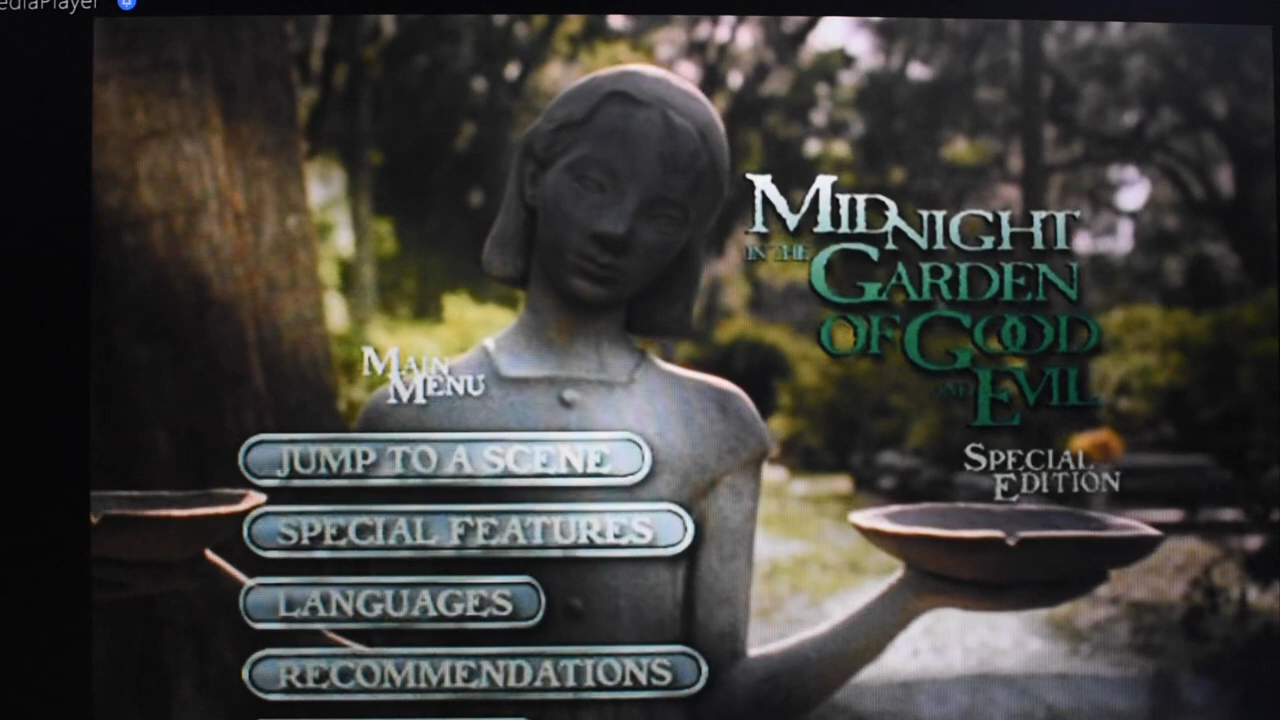 ediaPlayer
MIDNIGHT
IN THE
GARDEN
OF GOOD
AND EVIL
SPECIAL
EDITION
MAIN
MENU
JUMP TO A SCENE
SPECIAL FEATURES
LANGUAGES
RECOMMENDATIONS